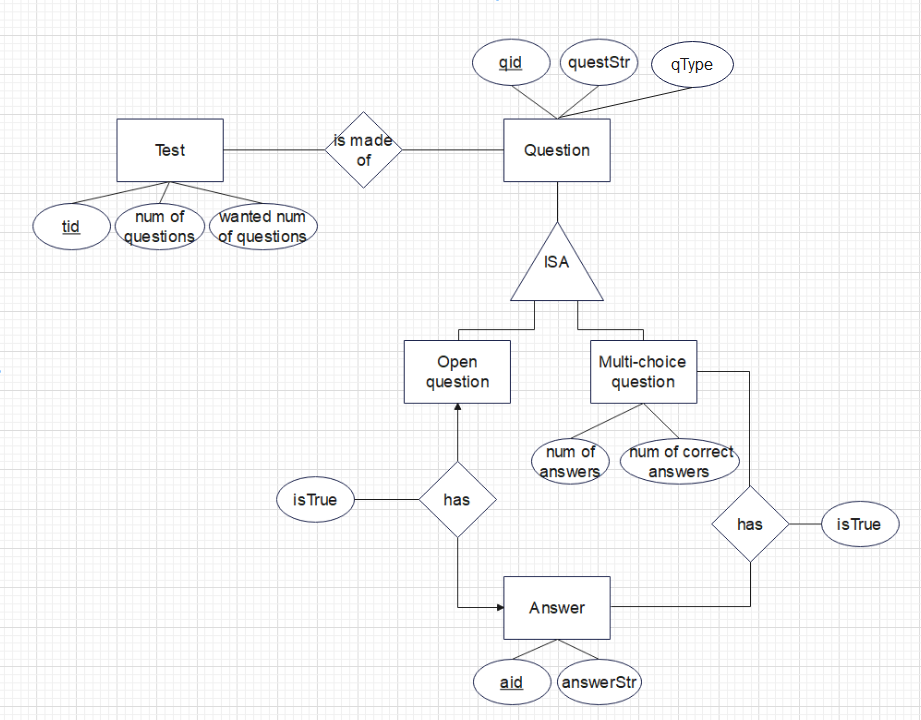 qid
questStr
qType
Test
is made
of
Question
tid
num of
questions
wanted num
of questions
ISA
Open
question
Multi-choice
question
num of
answers
num of correct
answers
isTrue
has
has
isTrue
Answer
aid
answerStr